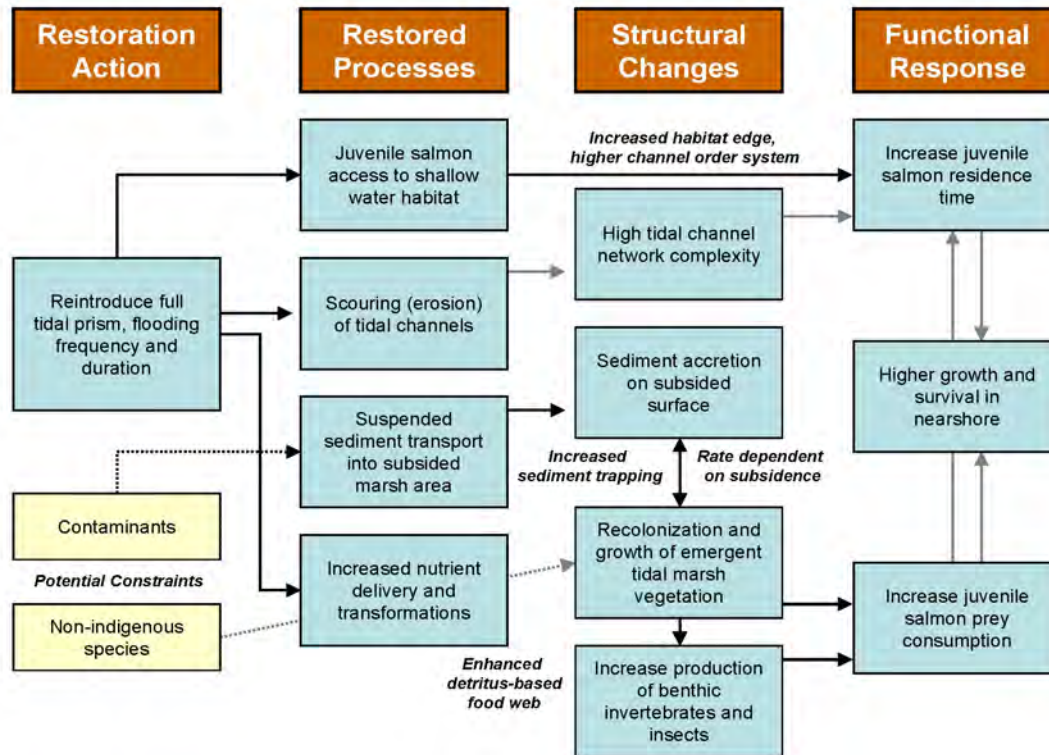 Restoration
Action
Restored
Processes
Structural
Changes
Functional
Response
Juvenile salmon
access to shallow
water habitat
Increased habitat edge,
higher channel order system
Increase juvenile
salmon residence
time
High tidal channel
network complexity
Reintroduce full
tidal prism, flooding
frequency and
duration
Scouring (erosion)
of tidal channels
Sediment accretion
on subsided
surface
Higher growth and
survival in
nearshore
Suspended
sediment transport
into subsided
marsh area
Increased
sediment trapping
Rate dependent
on subsidence
Contaminants
Potential Constraints
Non-indigenous
species
Increased nutrient
delivery and
transformations
Recolonization and
growth of emergent
tidal marsh
vegetation
Increase juvenile
salmon prey
consumption
Enhanced
detritus-based
food web
Increase production
of benthic
invertebrates and
insects